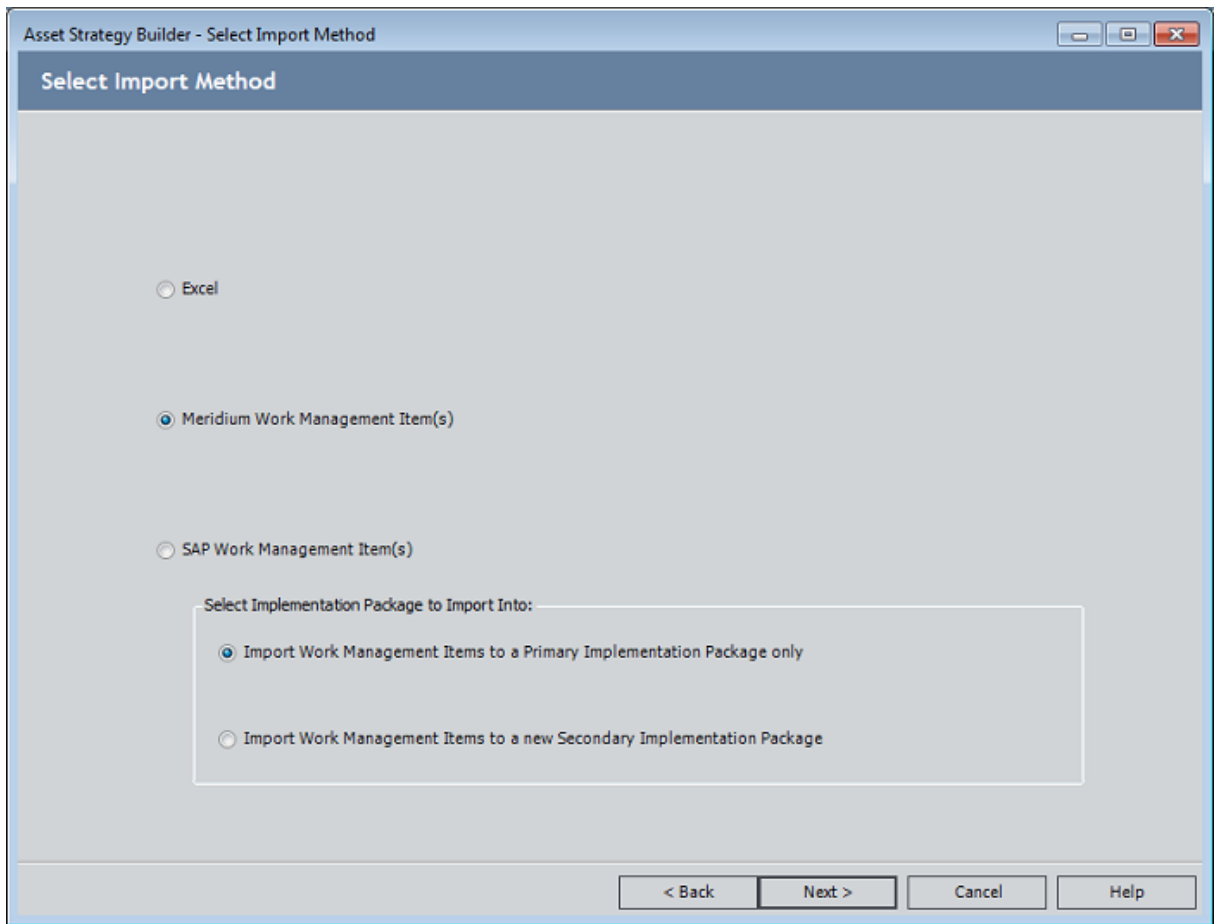 Asset Strategy Builder - Select Import Method
Select Import Method
Excel
Meridium Work Management Item(s)
SAP Work Management Item(s)
Select Implementation Package to Import Into:
Import Work Management Items to a Primary Implementation Package only
Import Work Management Items to a new Secondary Implementation Package
< Back Next > Cancel Help